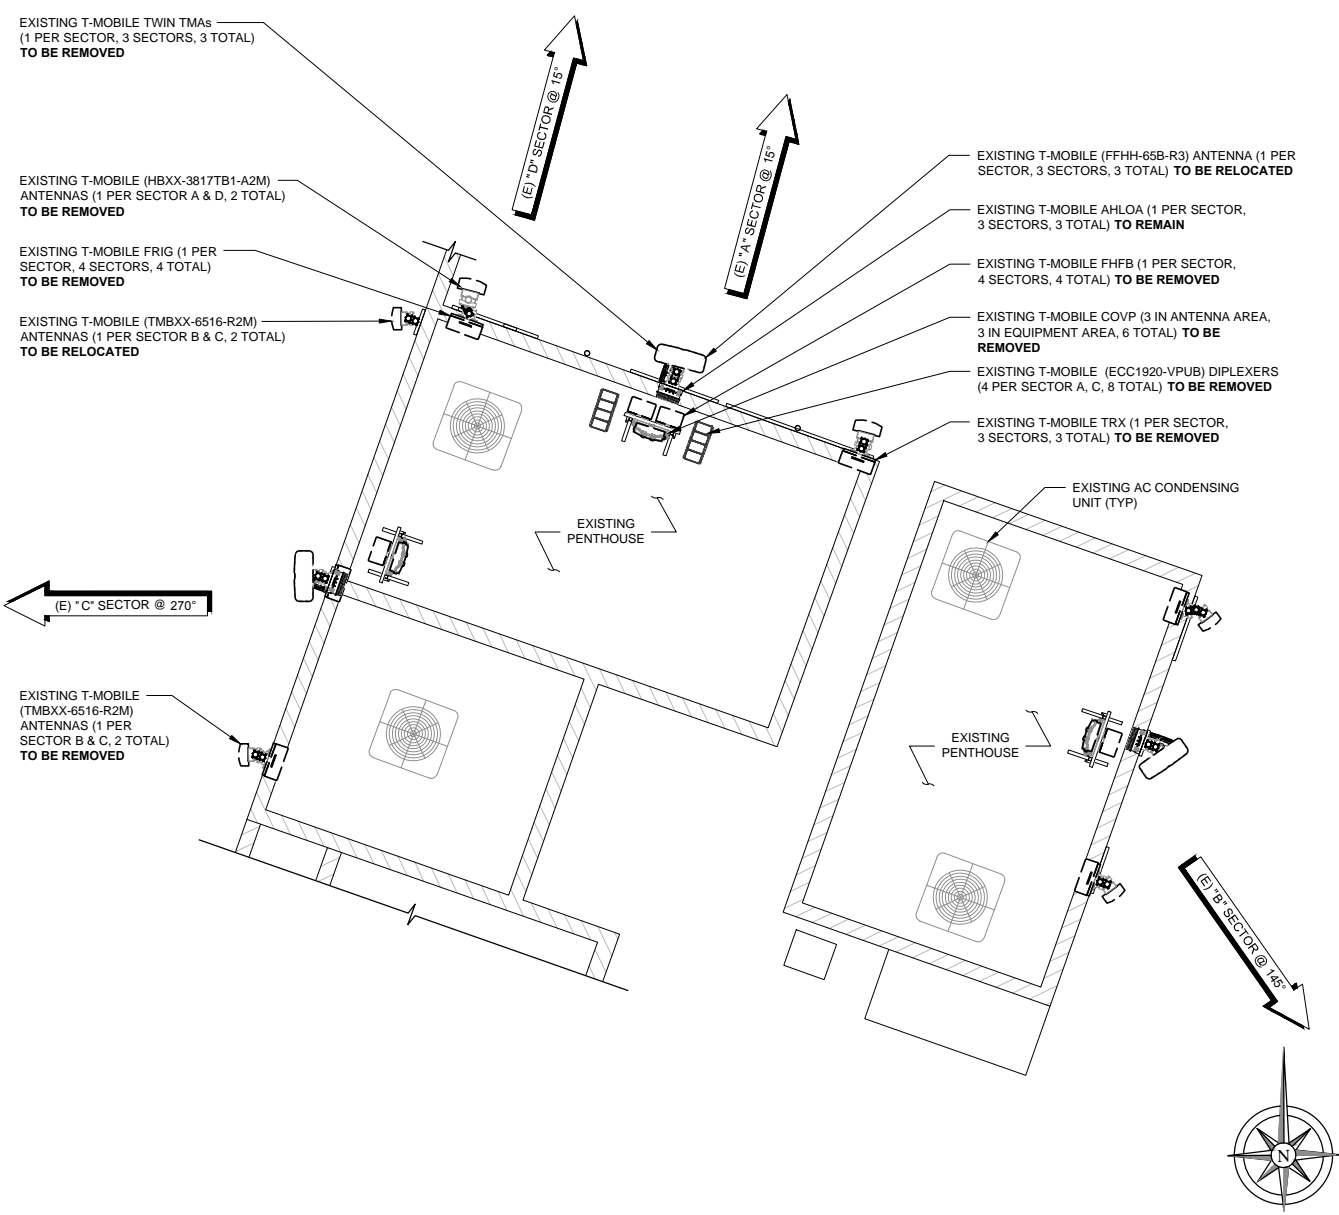 EXISTING T-MOBILE TWIN TMAs
(1 PER SECTOR, 3 SECTORS, 3 TOTAL)
TO BE REMOVED
EXISTING T-MOBILE (HBXX-3817TB1-A2M)
ANTENNAS (1 PER SECTOR A & D, 2 TOTAL)
TO BE REMOVED
EXISTING T-MOBILE FRIG (1 PER
SECTOR, 4 SECTORS, 4 TOTAL)
TO BE REMOVED
EXISTING T-MOBILE (TMBXX-6516-R2M)
ANTENNAS (1 PER SECTOR B & C, 2 TOTAL)
TO BE RELOCATED
(E) "D" SECTOR @ 15°
(E) "A" SECTOR @ 15°
EXISTING T-MOBILE (FFHH-65B-R3) ANTENNA (1 PER
SECTOR, 3 SECTORS, 3 TOTAL) TO BE RELOCATED
EXISTING T-MOBILE AHLOA (1 PER SECTOR,
3 SECTORS, 3 TOTAL) TO REMAIN
EXISTING T-MOBILE FHFB (1 PER SECTOR,
4 SECTORS, 4 TOTAL) TO BE REMOVED
EXISTING T-MOBILE COVP (3 IN ANTENNA AREA,
3 IN EQUIPMENT AREA, 6 TOTAL) TO BE
REMOVED
EXISTING T-MOBILE (ECC1920-VPUB) DIPLEXERS
(4 PER SECTOR A, C, 8 TOTAL) TO BE REMOVED
EXISTING T-MOBILE TRX (1 PER SECTOR,
3 SECTORS, 3 TOTAL) TO BE REMOVED
EXISTING AC CONDENSING
UNIT (TYP)
EXISTING
PENTHOUSE
(E) "C" SECTOR @ 270°
EXISTING T-MOBILE
(TMBXX-6516-R2M)
ANTENNAS (1 PER
SECTOR B & C, 2 TOTAL)
TO BE REMOVED
EXISTING
PENTHOUSE
(E) "B" SECTOR @ 145°
N